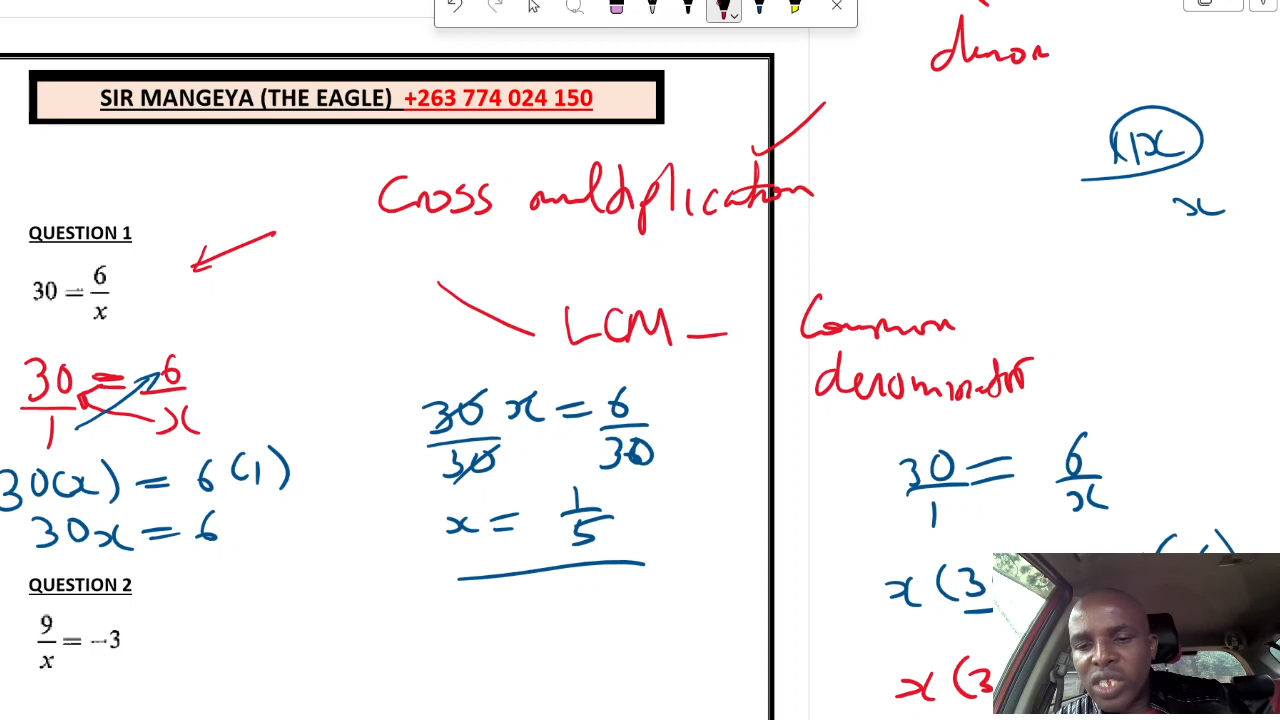 SIR MANGEYA (THE EAGLE) +263 774 024 150
denom
x
Cross multiplication
QUESTION 1
30 = 6/x
LCM — Common
denominator
30/1 = 6/x
30(x) = 6(1)
30x = 6
30x/30 = 6/30
x = 1/5
30/1 = 6/x
x(3
x(3
QUESTION 2
9/x = −3